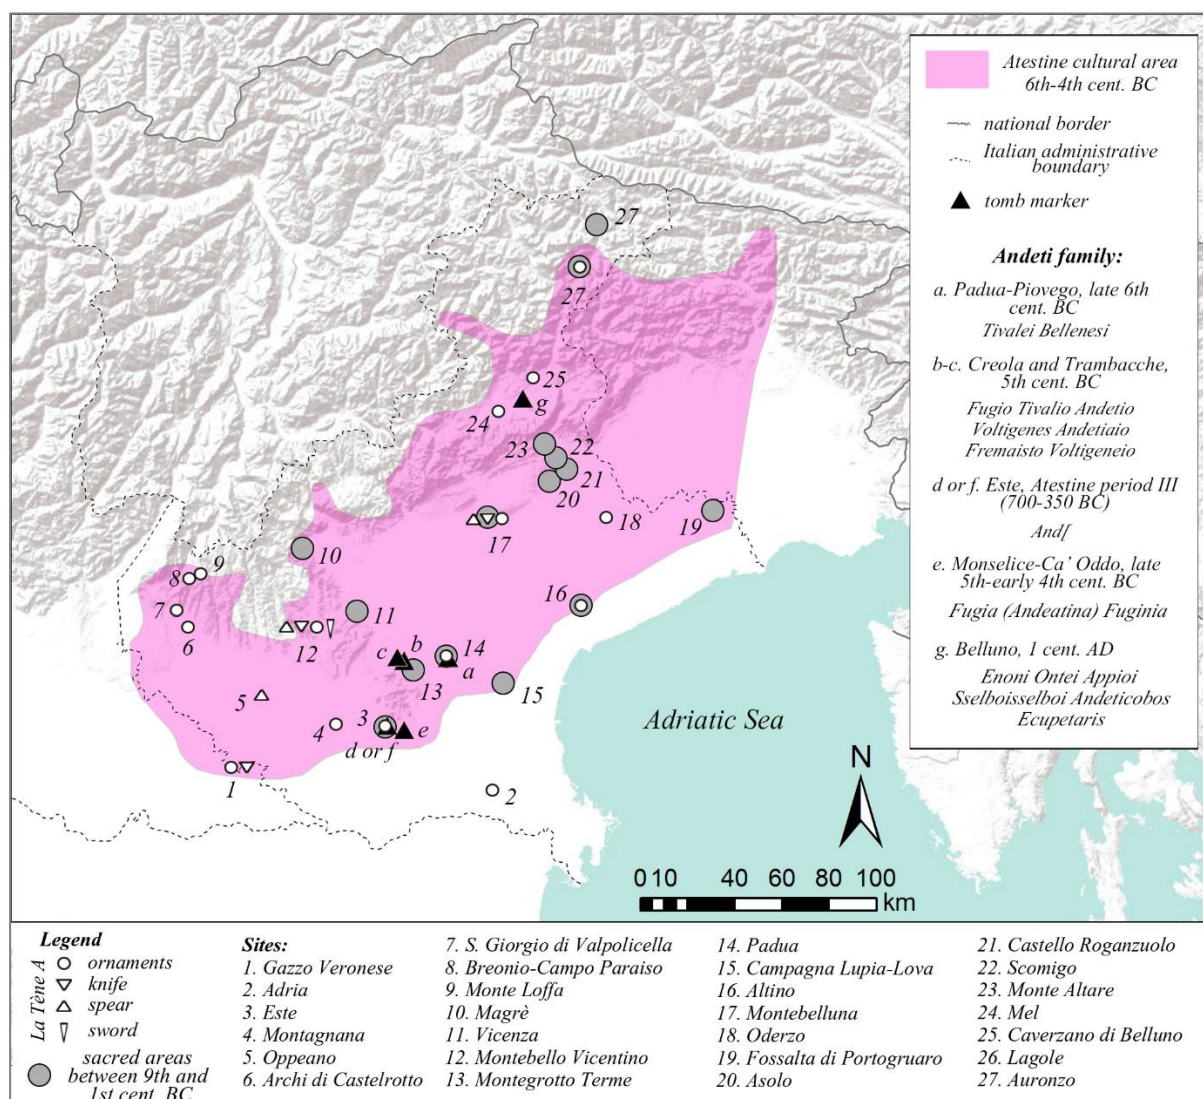 Atestine cultural area
6th-4th cent. BC
national border
Italian administrative
boundary
tomb marker
Andeti family:
a. Padua-Piovego, late 6th
cent. BC
Tivalei Bellenesi
b-c. Creola and Trambacche,
5th cent. BC
Fugio Tivalio Andetio
Voltigenes Andetiaio
Fremaisto Voltigeneio
d or f. Este, Atestine period III
(700-350 BC)
And[
e. Monselice-Ca' Oddo, late
5th-early 4th cent. BC
Fugia (Andeatina) Fuginia
g. Belluno, 1 cent. AD
Enoni Ontei Appioi
Sselboisselboi Andeticobos
Ecupetaris
27
27
25
g
24
23
22
21
20
17
18
19
10
9
8
7
6
12
11
16
c
b
14
a
13
15
5
4
3
d or f
e
1
2
Adriatic Sea
N
0 10 20 40 60 80 100
km
Legend
La Tène A
ornaments
knife
spear
sword
sacred areas
between 9th and
1st cent. BC
Sites:
1. Gazzo Veronese
2. Adria
3. Este
4. Montagnana
5. Oppeano
6. Archi di Castelrotto
7. S. Giorgio di Valpolicella
8. Breonio-Campo Paraiso
9. Monte Loffa
10. Magrè
11. Vicenza
12. Montebello Vicentino
13. Montegrotto Terme
14. Padua
15. Campagna Lupia-Lova
16. Altino
17. Montebelluna
18. Oderzo
19. Fossalta di Portogruaro
20. Asolo
21. Castello Roganzuolo
22. Scomigo
23. Monte Altare
24. Mel
25. Caverzano di Belluno
26. Lagole
27. Auronzo